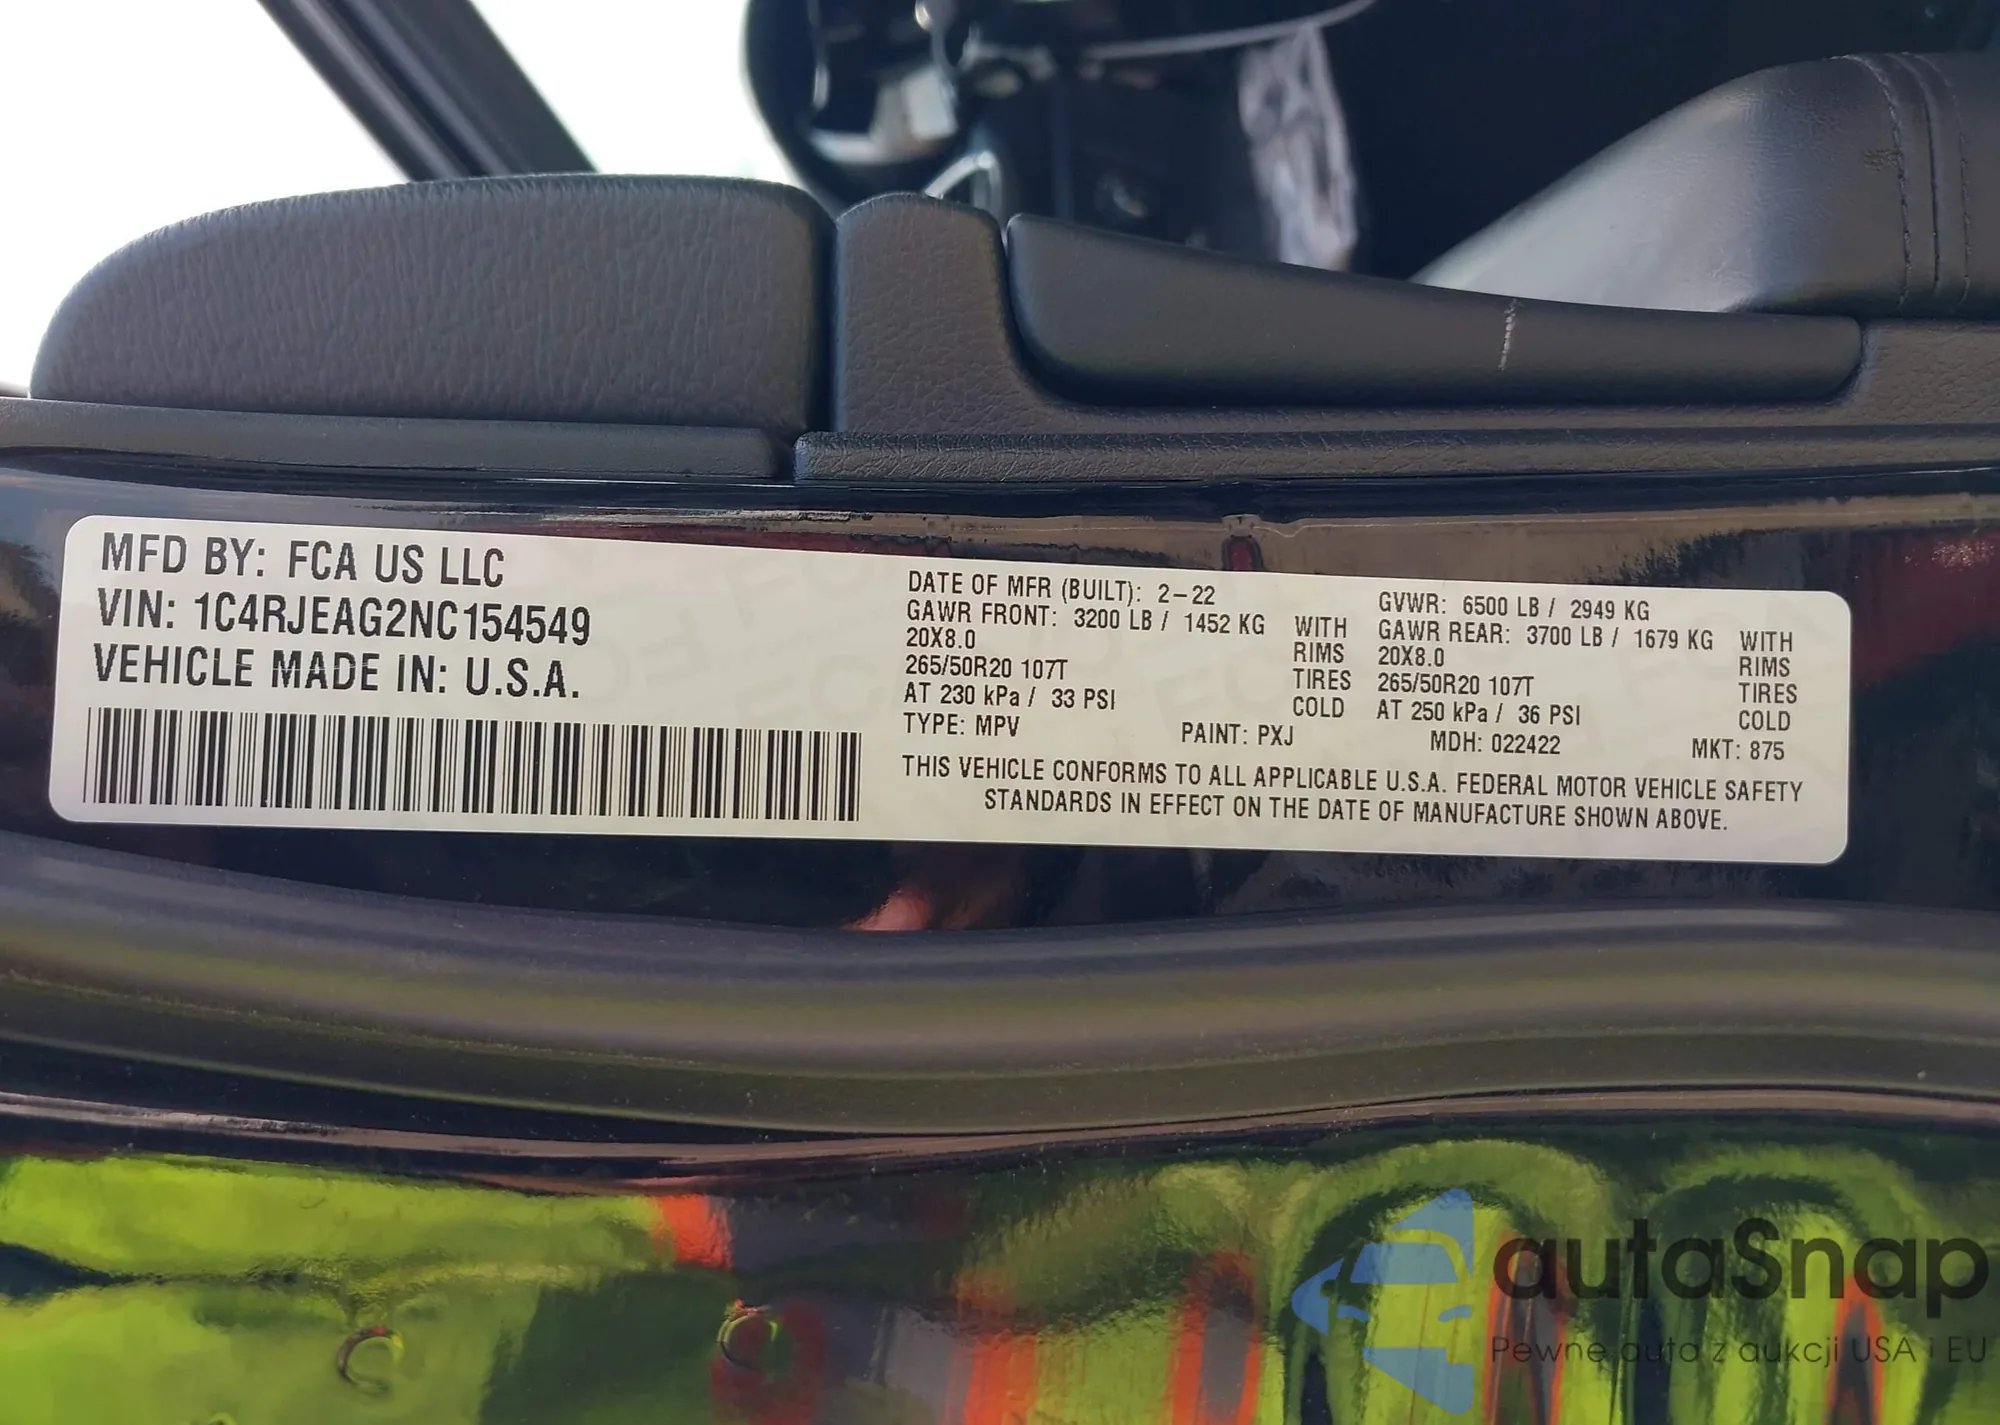 MFD BY: FCA US LLC
VIN: 1C4RJEAG2NC154549
VEHICLE MADE IN: U.S.A.
DATE OF MFR (BUILT): 2-22
GAWR FRONT: 3200 LB / 1452 KG WITH
20X8.0 RIMS
265/50R20 107T TIRES
AT 230 kPa / 33 PSI COLD
GVWR: 6500 LB / 2949 KG
GAWR REAR: 3700 LB / 1679 KG WITH
20X8.0 RIMS
265/50R20 107T TIRES
AT 250 kPa / 36 PSI COLD
TYPE: MPV PAINT: PXJ MDH: 022422 MKT: 875
THIS VEHICLE CONFORMS TO ALL APPLICABLE U.S.A. FEDERAL MOTOR VEHICLE SAFETY
STANDARDS IN EFFECT ON THE DATE OF MANUFACTURE SHOWN ABOVE.
autaSnap
Pewne auta z aukcji USA i EU